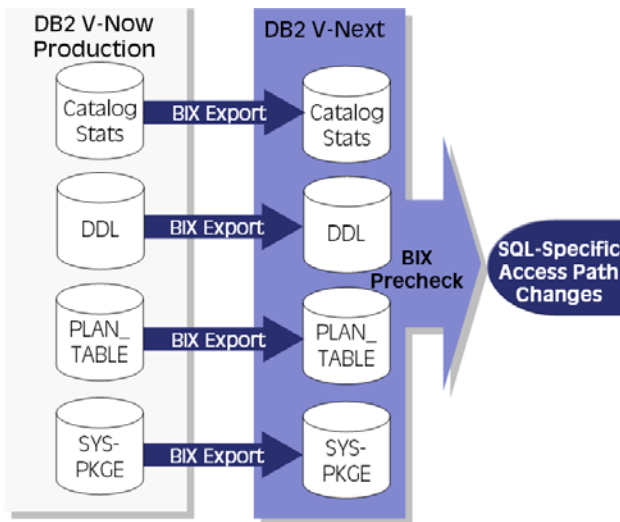 DB2 V-Now
Production
DB2 V-Next
Catalog
Stats
BIX Export
Catalog
Stats
DDL
BIX Export
DDL
BIX
Precheck
SQL-Specific
Access Path
Changes
PLAN_
TABLE
BIX Export
PLAN_
TABLE
SYS-
PKGE
BIX Export
SYS-
PKGE